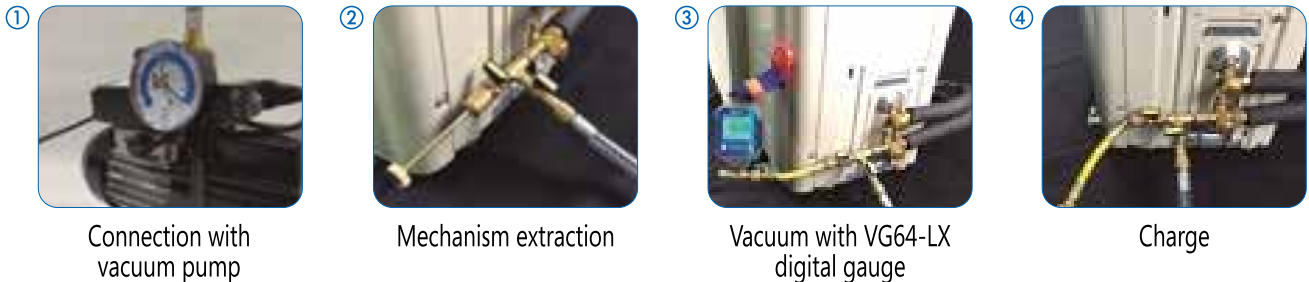 ①
Connection with
vacuum pump
②
Mechanism extraction
③
Vacuum with VG64-LX
digital gauge
④
Charge